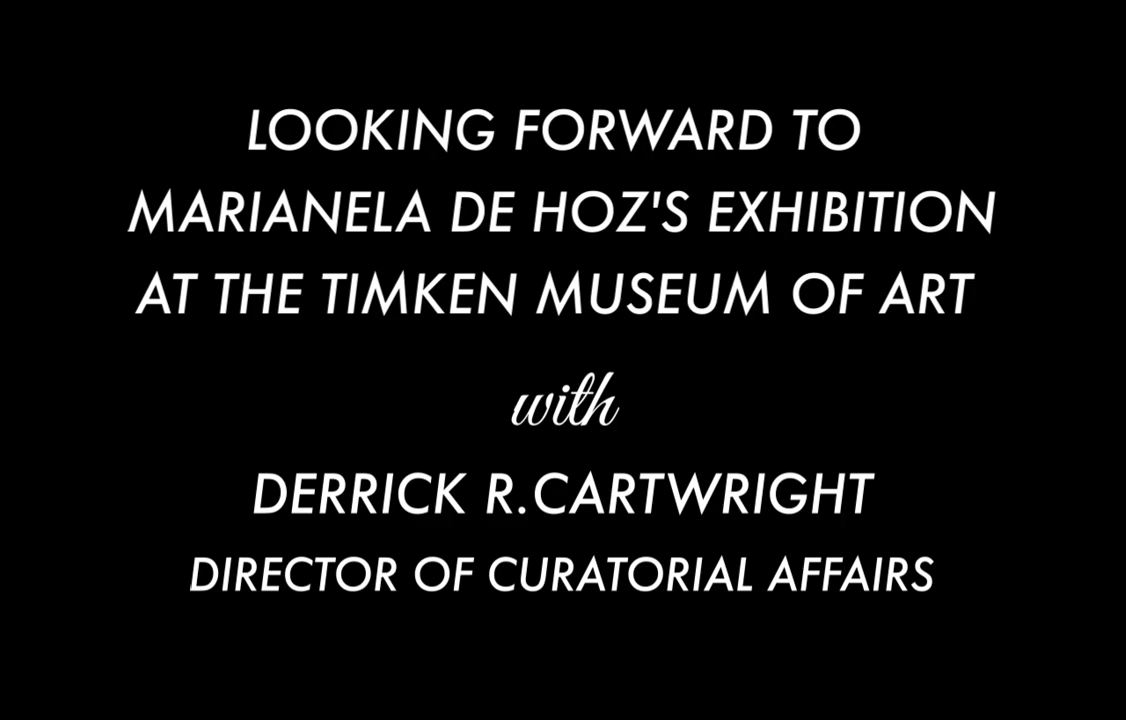 LOOKING FORWARD TO
MARIANELA DE HOZ'S EXHIBITION
AT THE TIMKEN MUSEUM OF ART
with
DERRICK R.CARTWRIGHT
DIRECTOR OF CURATORIAL AFFAIRS